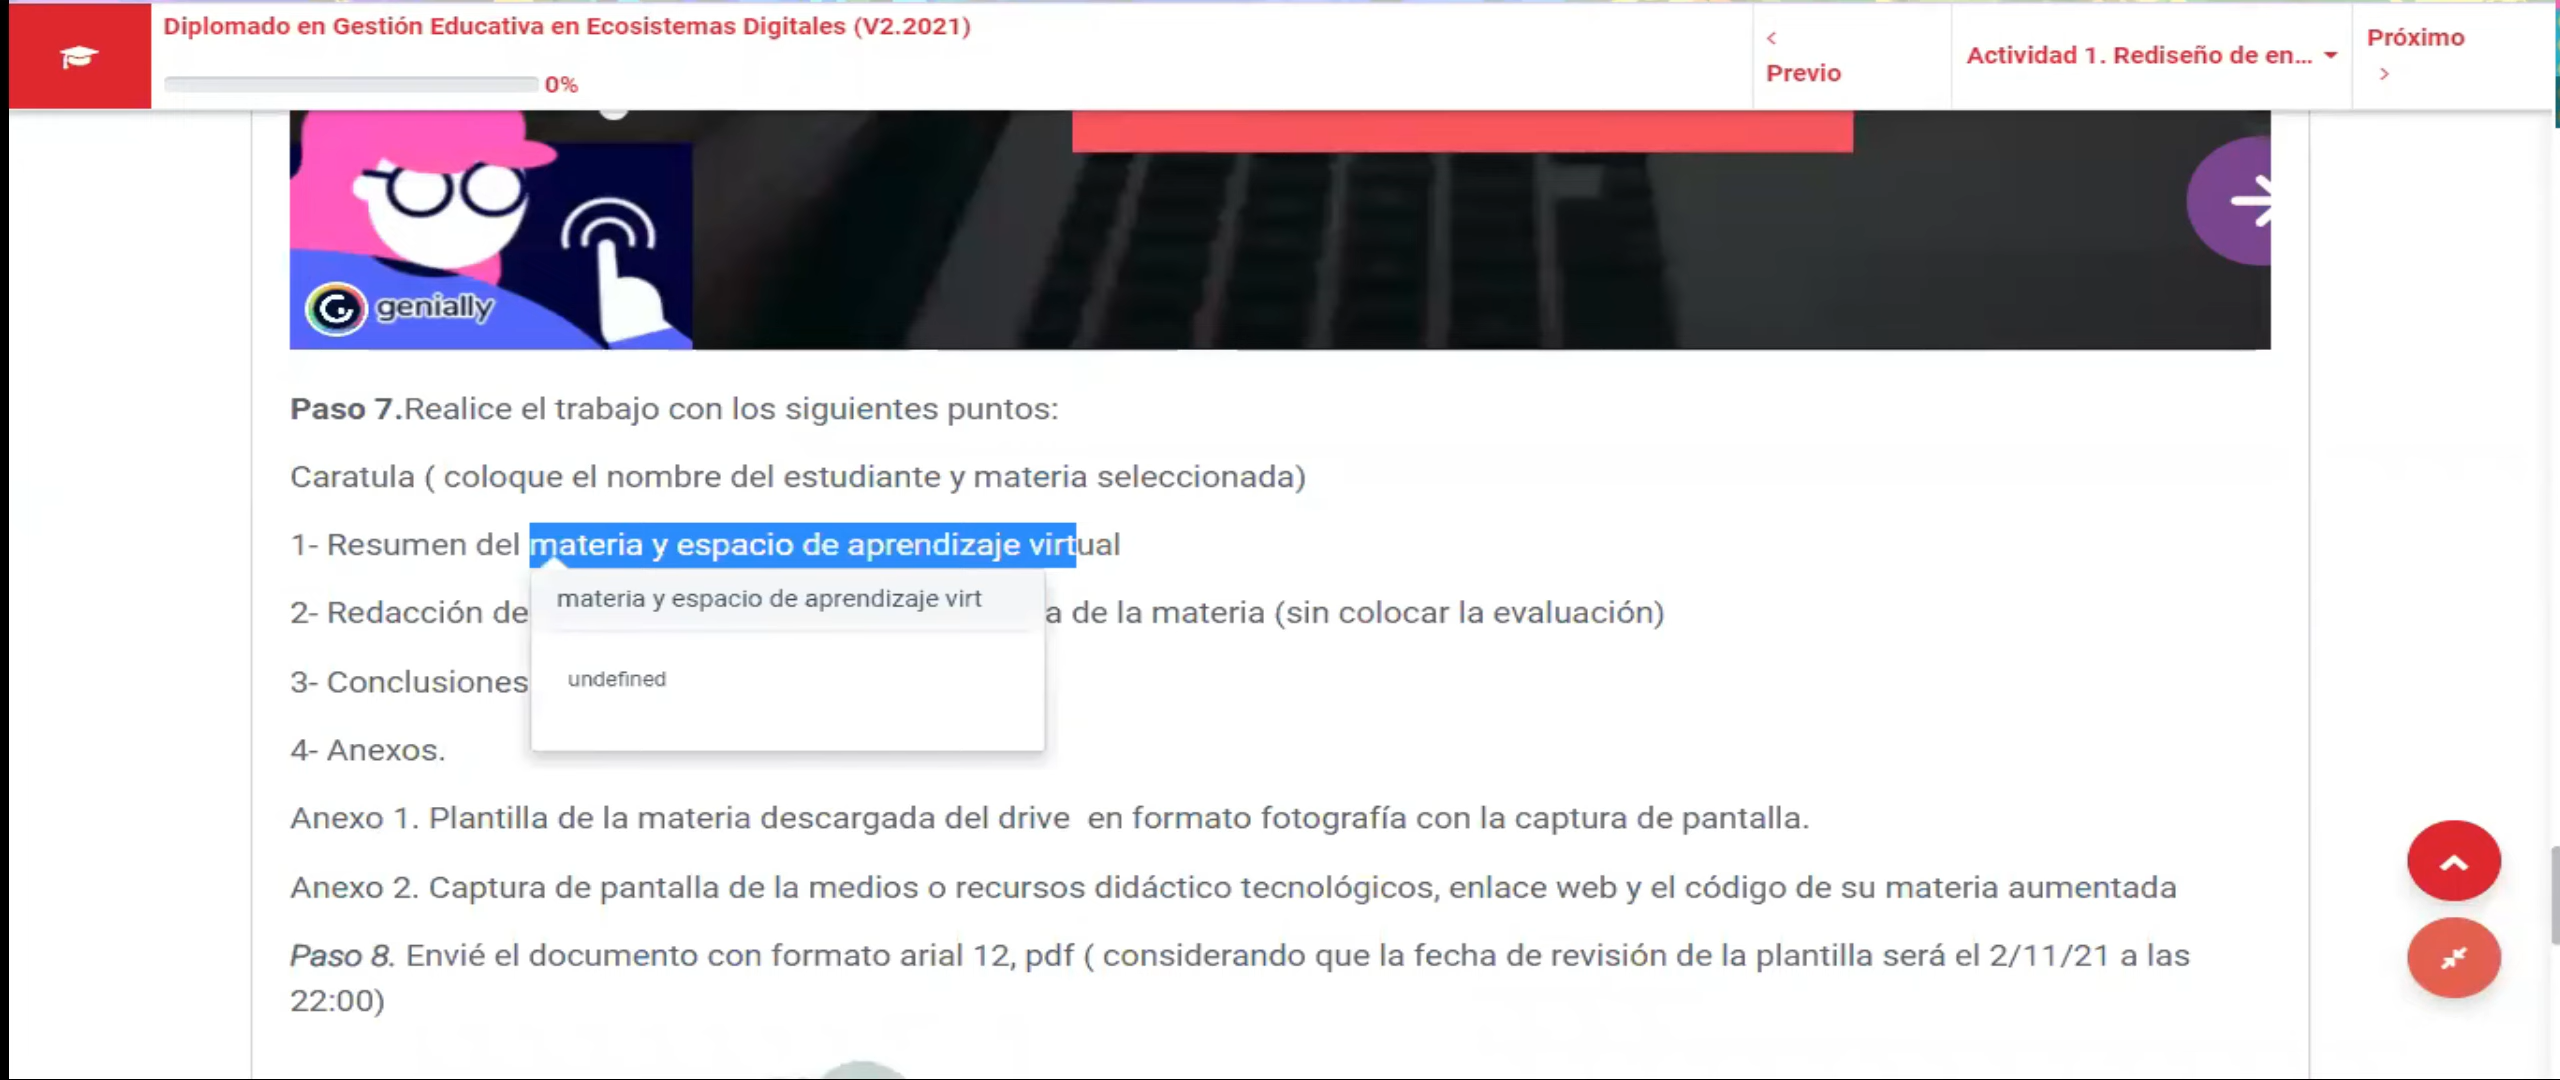 Diplomado en Gestión Educativa en Ecosistemas Digitales (V2.2021)
0%
< Previo
Actividad 1. Rediseño de en...
Próximo >
genially
Paso 7.Realice el trabajo con los siguientes puntos:
Caratula ( coloque el nombre del estudiante y materia seleccionada)
1- Resumen del materia y espacio de aprendizaje virtual
materia y espacio de aprendizaje virt
2- Redacción de a de la materia (sin colocar la evaluación)
undefined
3- Conclusiones
4- Anexos.
Anexo 1. Plantilla de la materia descargada del drive  en formato fotografía con la captura de pantalla.
Anexo 2. Captura de pantalla de la medios o recursos didáctico tecnológicos, enlace web y el código de su materia aumentada
Paso 8. Envié el documento con formato arial 12, pdf ( considerando que la fecha de revisión de la plantilla será el 2/11/21 a las
22:00)